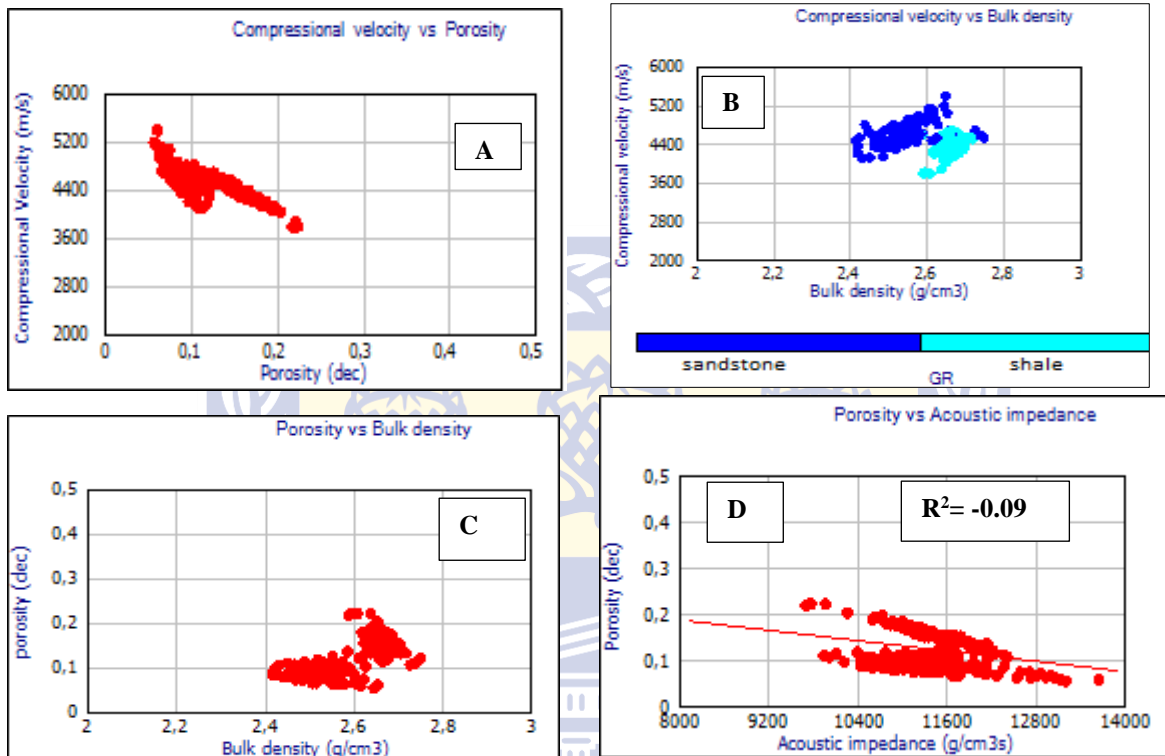 Compressional velocity vs Porosity
Compressional Velocity (m/s)
6000
5200
4400
3600
2800
2000
0
0,1
0,2
0,3
0,4
0,5
Porosity (dec)
A
Compressional velocity vs Bulk density
Compressional velocity (m/s)
6000
5200
4400
3600
2800
2000
2
2,2
2,4
2,6
2,8
3
Bulk density (g/cm3)
B
sandstone
shale
GR
Porosity vs Bulk density
porosity (dec)
0,5
0,4
0,3
0,2
0,1
0
2
2,2
2,4
2,6
2,8
3
Bulk density (g/cm3)
C
Porosity vs Acoustic impedance
Porosity (dec)
0,5
0,4
0,3
0,2
0,1
0
8000
9200
10400
11600
12800
14000
Acoustic impedance (g/cm3s)
D
R²= -0.09